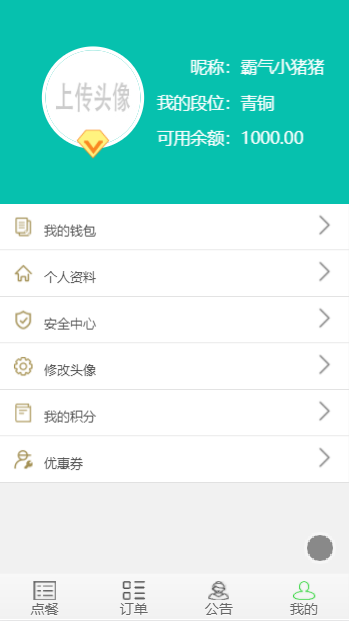 昵称：霸气小猪猪
上传头像
我的段位：青铜
可用余额：1000.00
我的钱包
个人资料
安全中心
修改头像
我的积分
优惠券
点餐 订单 公告 我的